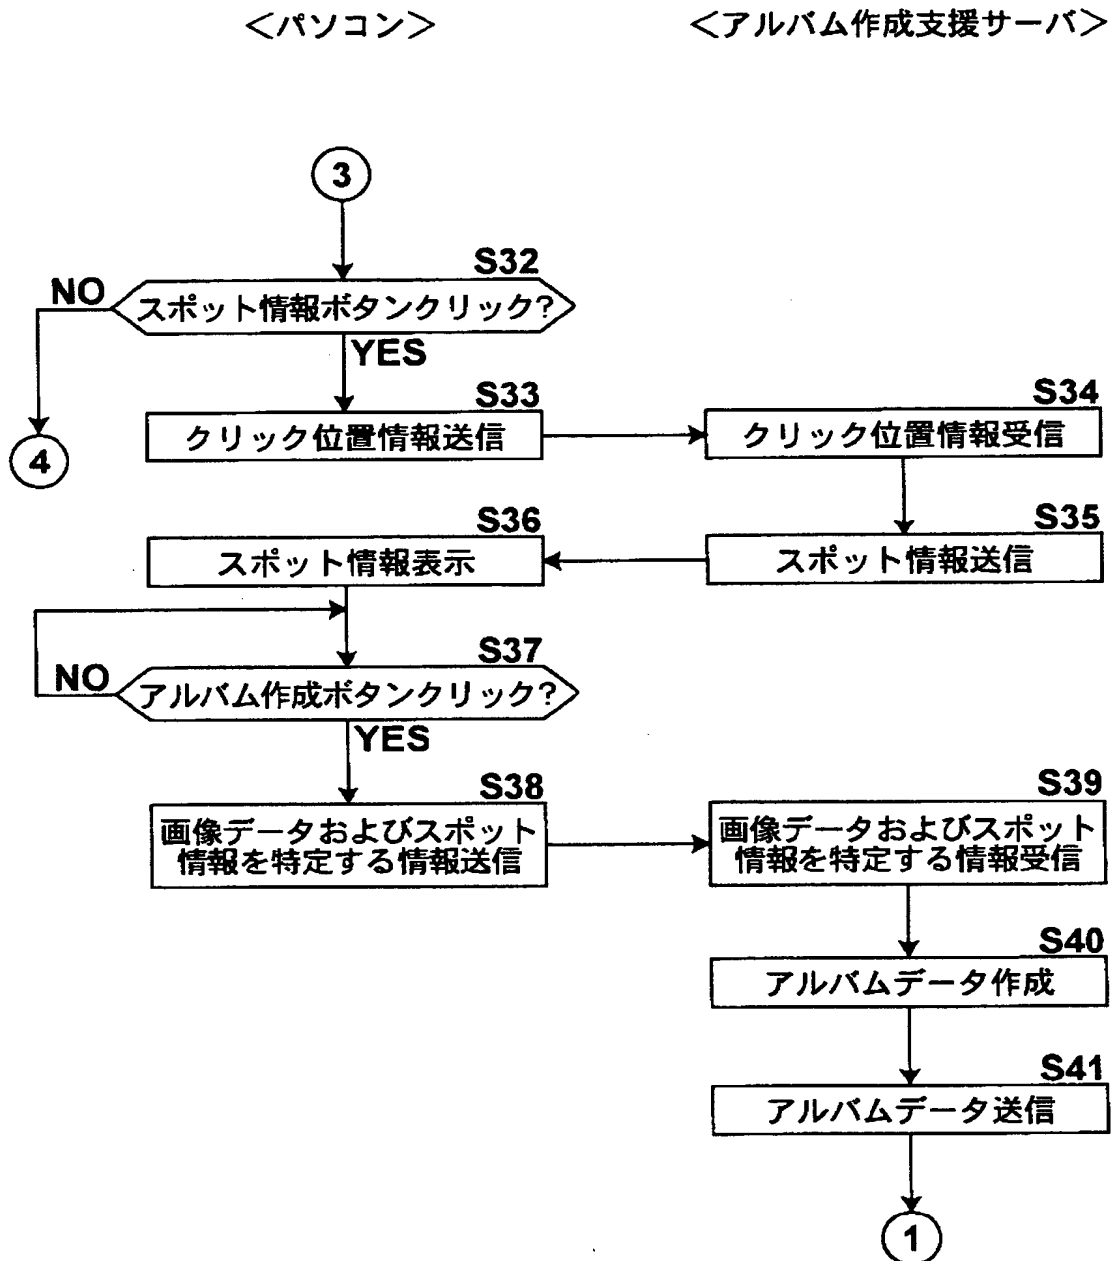 ＜パソコン＞
＜アルバム作成支援サーバ＞
3
S32
NO
スポット情報ボタンクリック?
YES
4
S33
クリック位置情報送信
S34
クリック位置情報受信
S36
スポット情報表示
S35
スポット情報送信
S37
NO
アルバム作成ボタンクリック?
YES
S38
画像データおよびスポット
情報を特定する情報送信
S39
画像データおよびスポット
情報を特定する情報受信
S40
アルバムデータ作成
S41
アルバムデータ送信
1